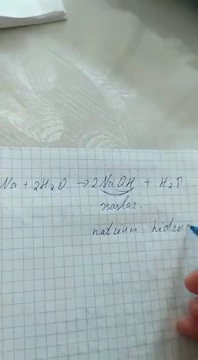 Na + 2H₂O → 2NaOH + H₂↑
natrium hidro